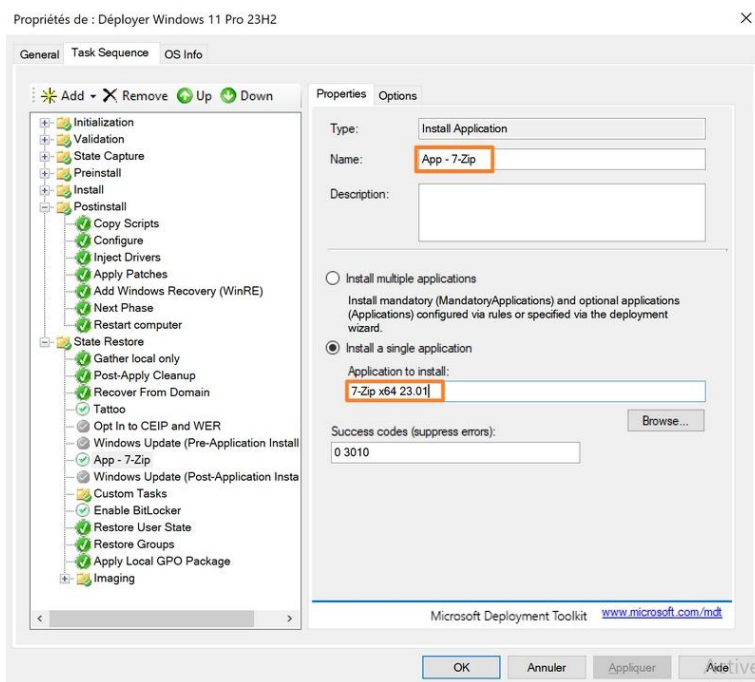 Propriétés de : Déployer Windows 11 Pro 23H2
General Task Sequence OS Info
Add Remove Up Down
Initialization
Validation
State Capture
Preinstall
Install
Postinstall
Copy Scripts
Configure
Inject Drivers
Apply Patches
Add Windows Recovery (WinRE)
Next Phase
Restart computer
State Restore
Gather local only
Post-Apply Cleanup
Recover From Domain
Tattoo
Opt In to CEIP and WER
Windows Update (Pre-Application Install
App - 7-Zip
Windows Update (Post-Application Insta
Custom Tasks
Enable BitLocker
Restore User State
Restore Groups
Apply Local GPO Package
Imaging
Properties Options
Type: Install Application
Name: App - 7-Zip
Description:
Install multiple applications
Install mandatory (MandatoryApplications) and optional applications
(Applications) configured via rules or specified via the deployment
wizard.
Install a single application
Application to install:
7-Zip x64 23.01
Browse...
Success codes (suppress errors):
0 3010
Microsoft Deployment Toolkit www.microsoft.com/mdt
OK Annuler Appliquer Aide